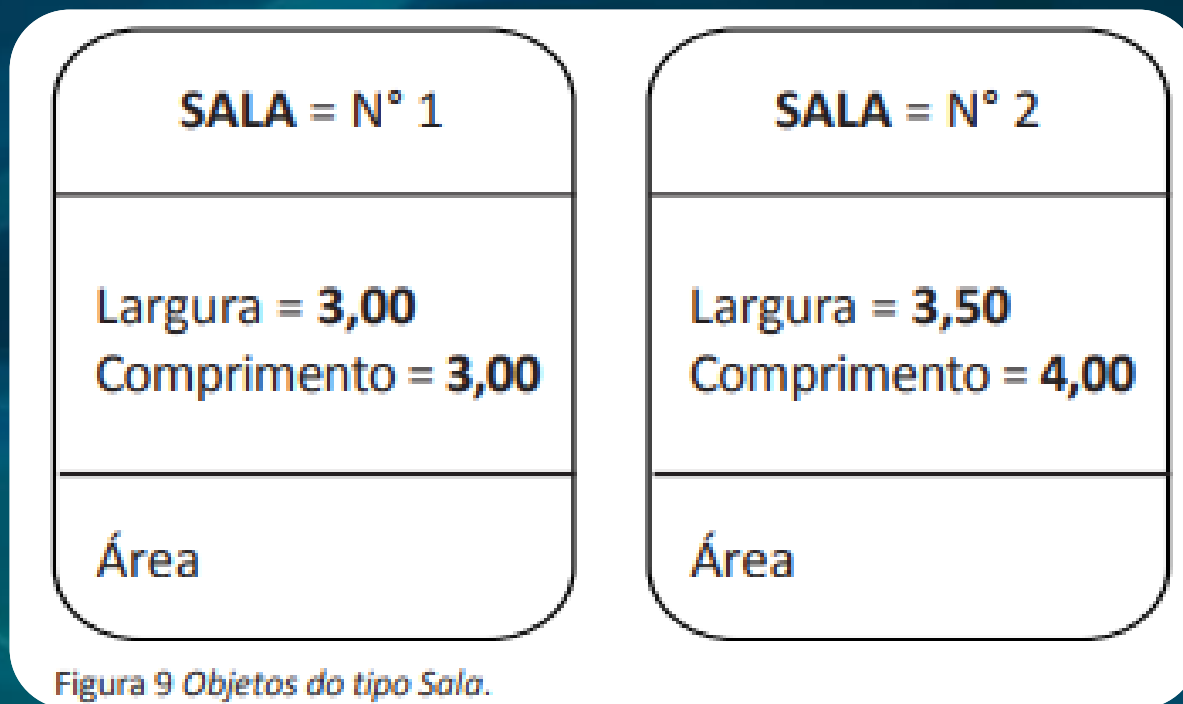 SALA = N° 1
Largura = 3,00
Comprimento = 3,00
Área
SALA = N° 2
Largura = 3,50
Comprimento = 4,00
Área
Figura 9 Objetos do tipo Sala.